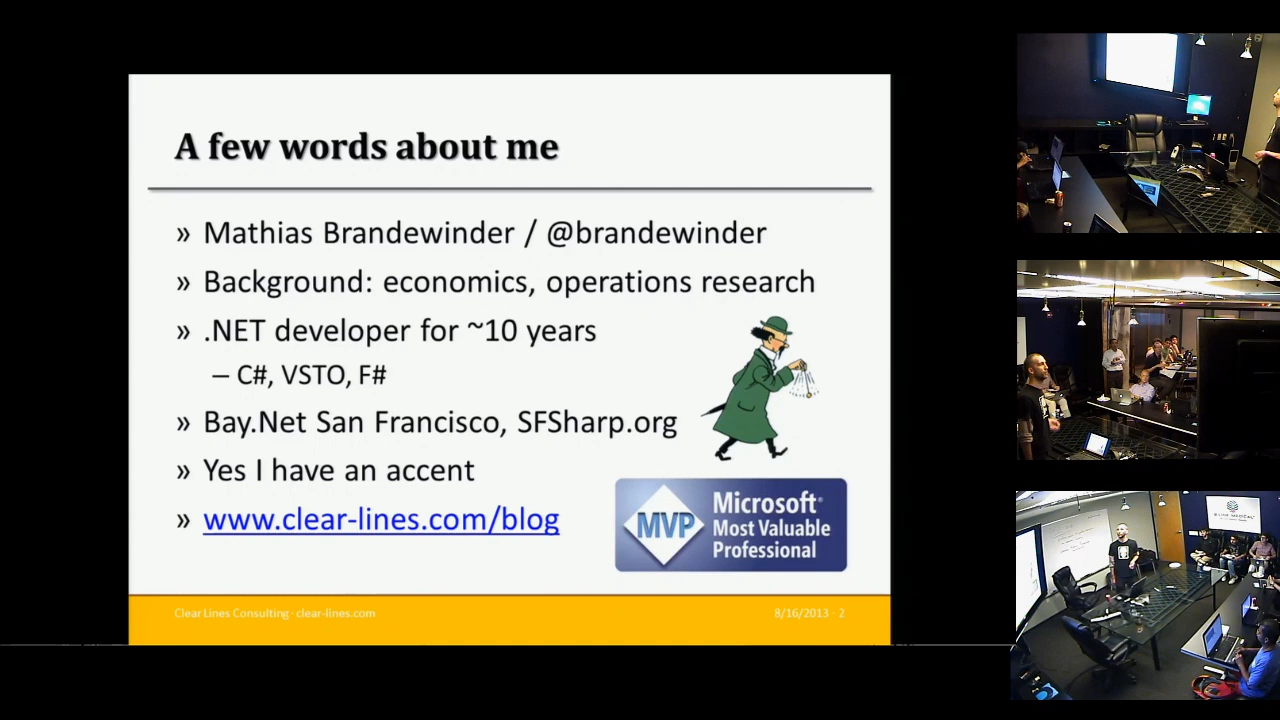 A few words about me
» Mathias Brandewinder / @brandewinder
» Background: economics, operations research
» .NET developer for ~10 years
– C#, VSTO, F#
» Bay.Net San Francisco, SFSharp.org
» Yes I have an accent
» www.clear-lines.com/blog
MVP
Microsoft®
Most Valuable
Professional
Clear Lines Consulting · clear-lines.com
8/16/2013 - 2